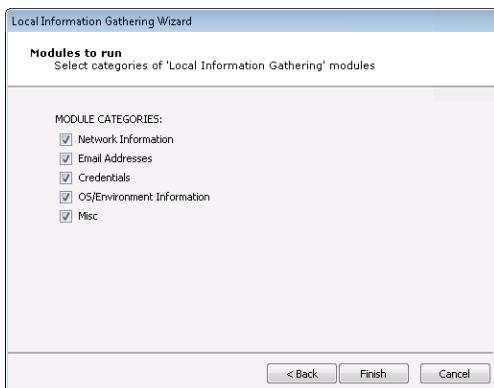 Local Information Gathering Wizard
Modules to run
Select categories of 'Local Information Gathering' modules
MODULE CATEGORIES:
Network Information
Email Addresses
Credentials
OS/Environment Information
Misc
< Back Finish Cancel